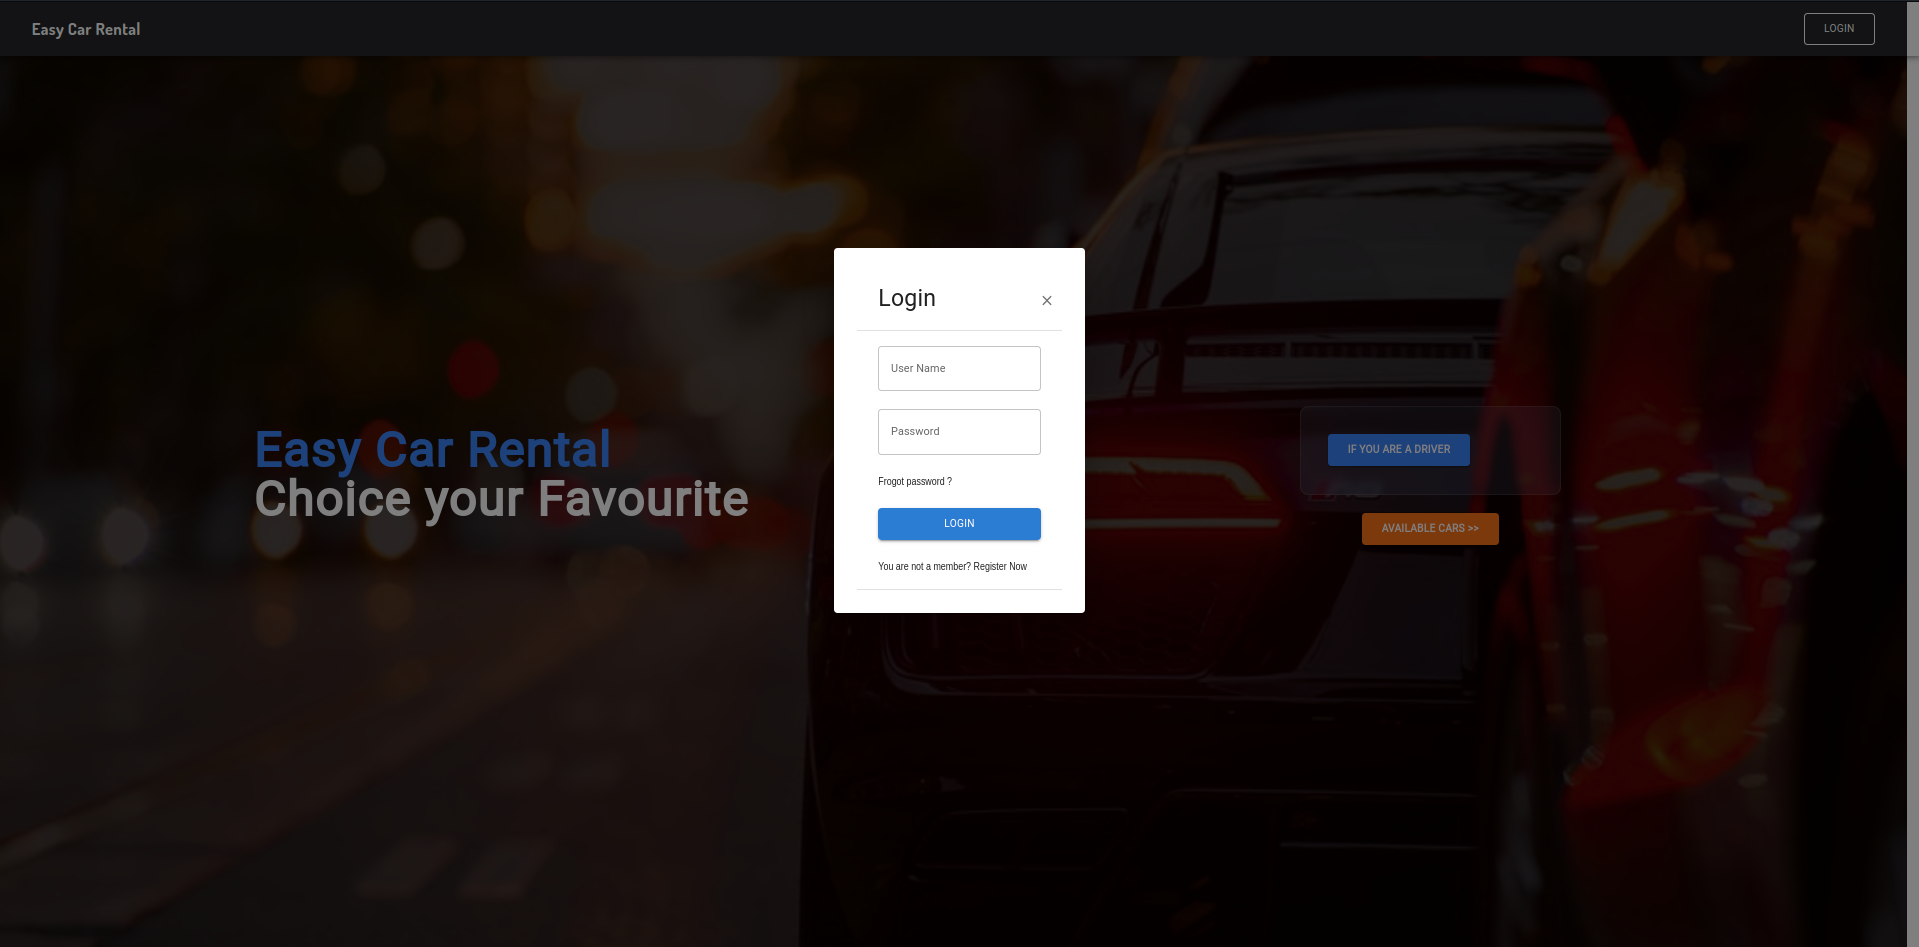 Easy Car Rental
LOGIN
Login
×
User Name
Password
Frogot password ?
LOGIN
You are not a member? Register Now
Easy Car Rental
Choice your Favourite
IF YOU ARE A DRIVER
AVAILABLE CARS >>